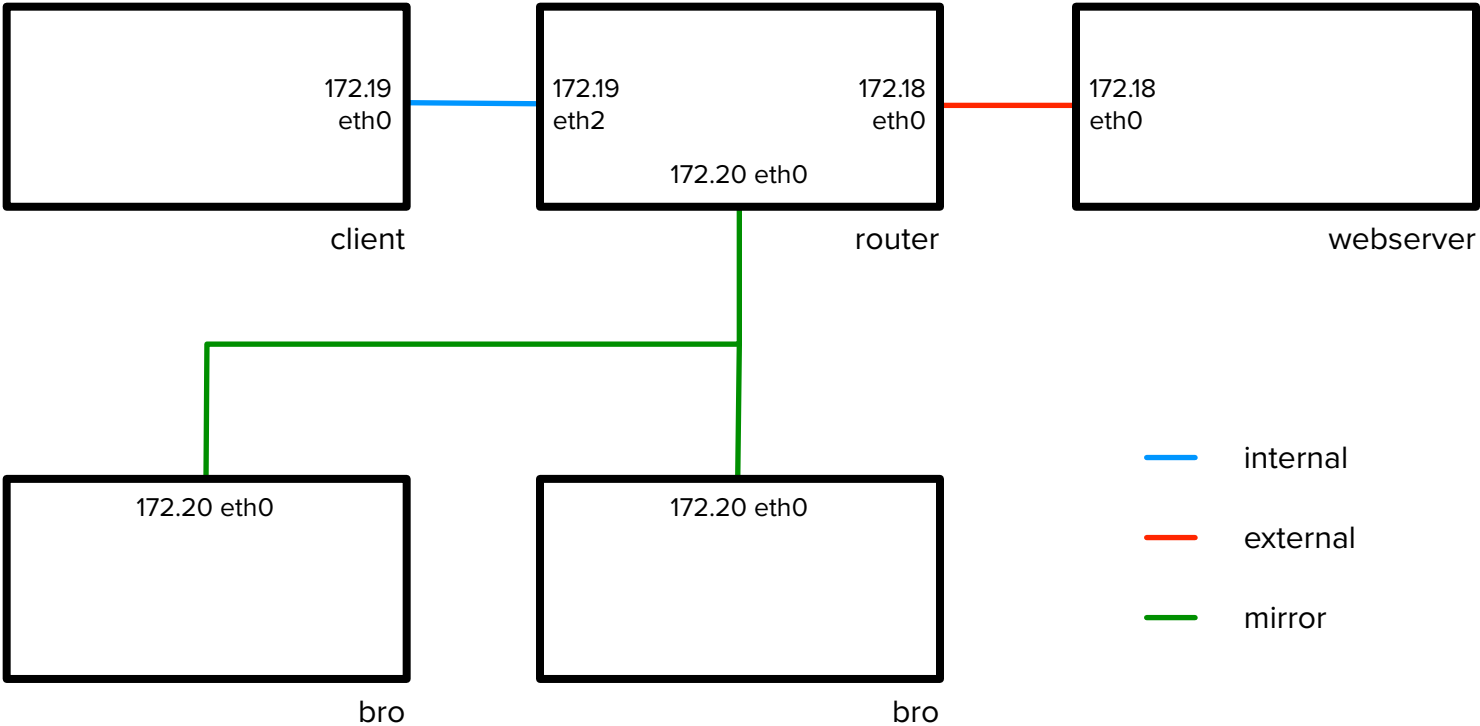 172.19
eth0
172.19
eth2
172.18
eth0
172.20 eth0
172.18
eth0
client
router
webserver
172.20 eth0
172.20 eth0
bro
bro
internal
external
mirror